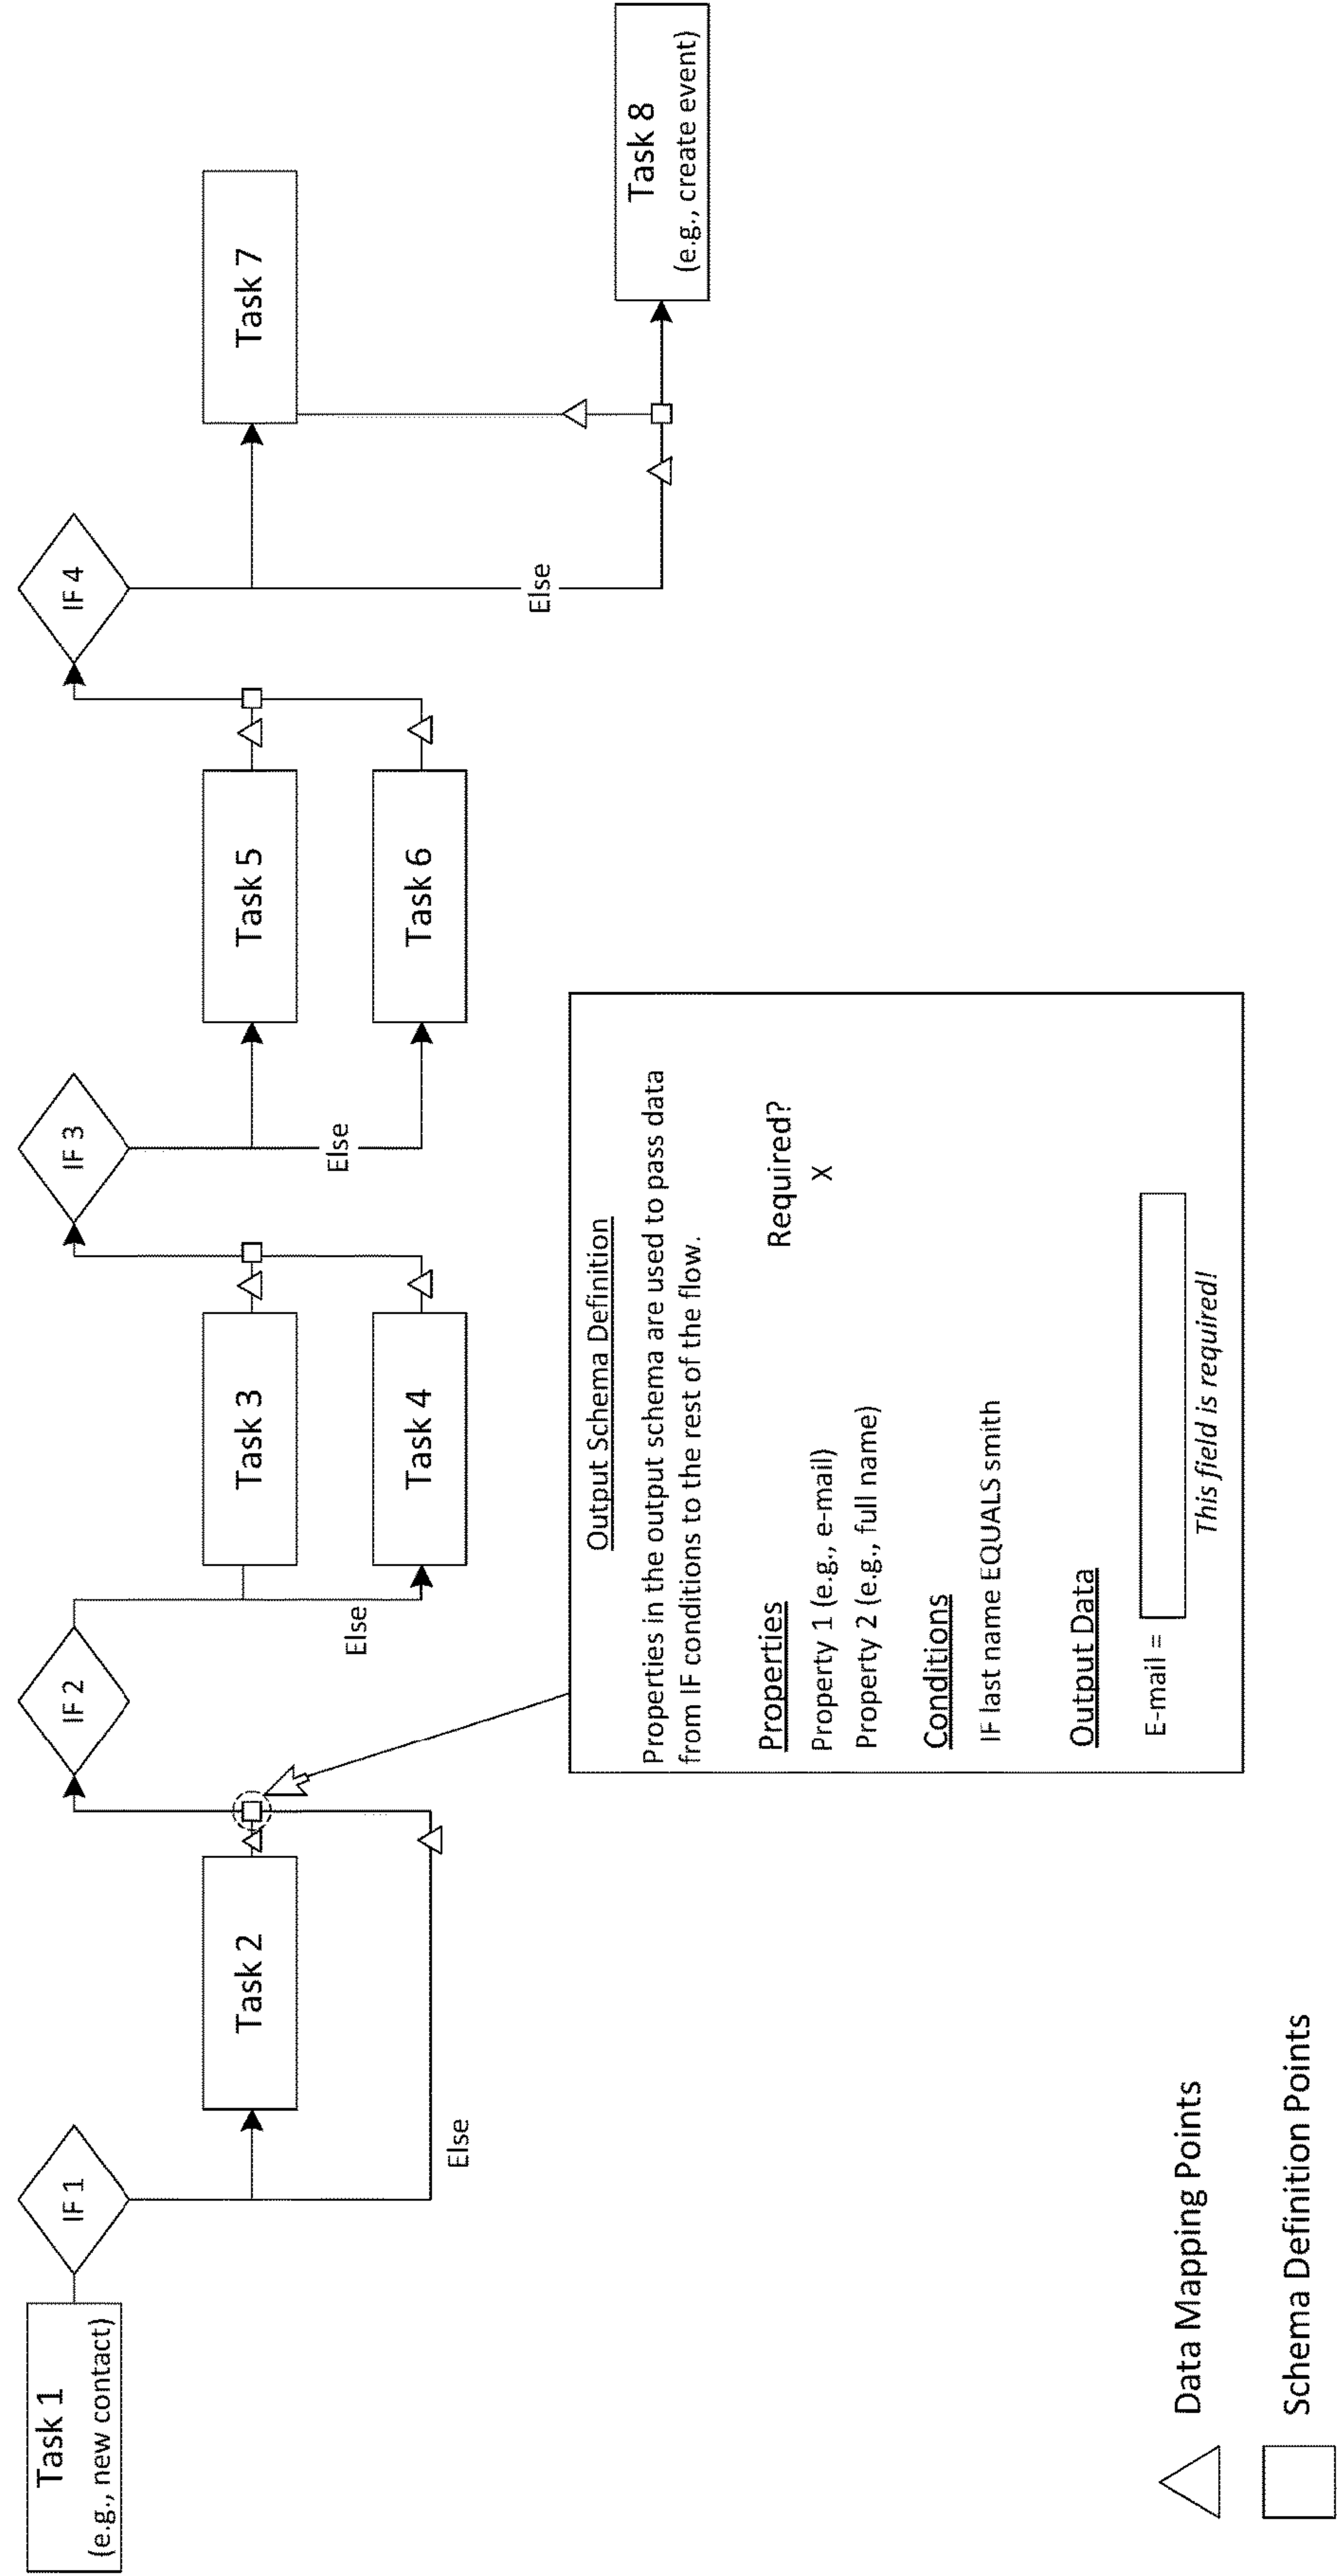 Task 1
(e.g., new contact)
IF 1
Task 2
Else
IF 2
Task 3
Task 4
Else
IF 3
Task 5
Task 6
Else
IF 4
Task 7
Else
Task 8
(e.g., create event)
Output Schema Definition
Properties in the output schema are used to pass data
from IF conditions to the rest of the flow.
Properties Required?
Property 1 (e.g., e-mail) X
Property 2 (e.g., full name)
Conditions
IF last name EQUALS smith
Output Data
E-mail =
This field is required!
Data Mapping Points
Schema Definition Points